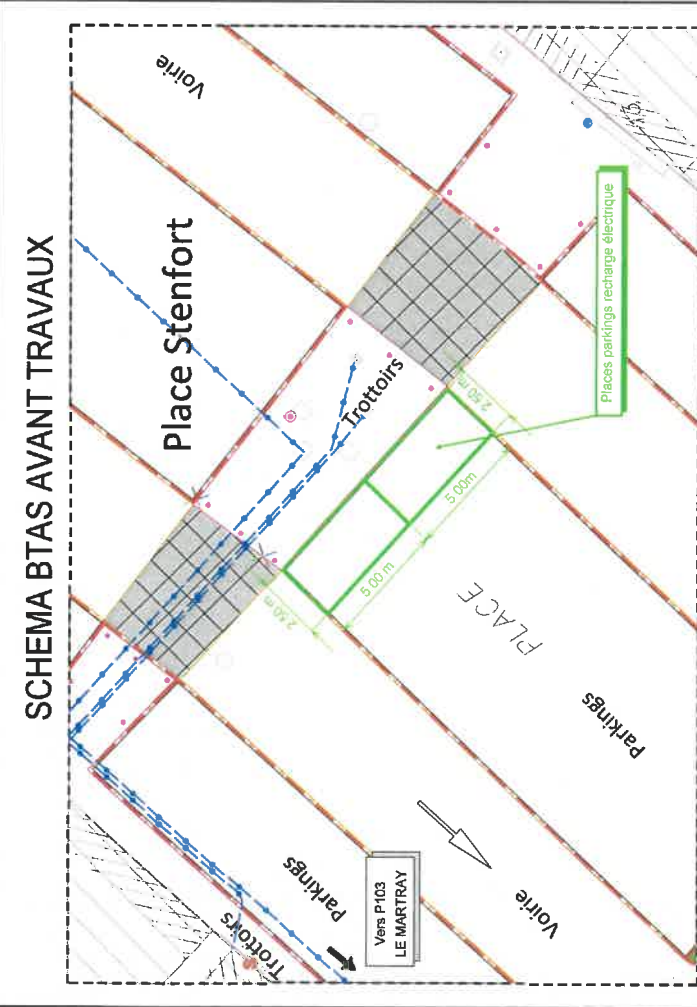 SCHEMA BTAS AVANT TRAVAUX
Voirie
Place Stenfort
Trottoirs
2.50 m
Places parkings recharge électrique
5.00m
2.50 m
5.00 m
PLACE
Parkings
Voirie
Parkings
Trottoirs
Vers P103
LE MARTRAY